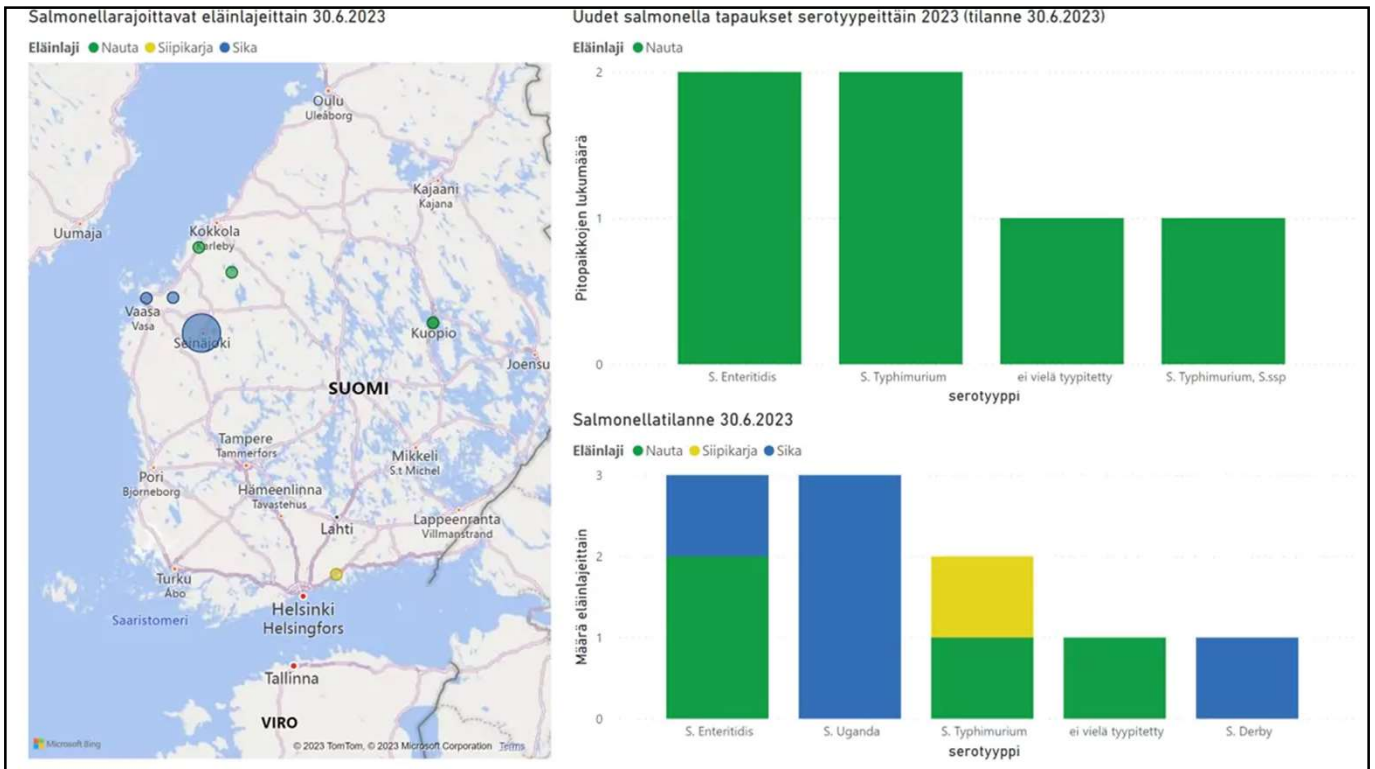 Salmonellarajoittavat eläinlajeittain 30.6.2023
Eläinlaji Nauta Siipikarja Sika
Oulu
Uleåborg
Kajaani
Kajana
Uumaja
Kokkola
Karleby
Vaasa
Vasa
Seinäjoki
Kuopio
Joensu
SUOMI
Tampere
Tammerfors
Mikkeli
S:t Michel
Pori
Björneborg
Hämeenlinna
Tavastehus
Lahti
Lappeenranta
Villmanstrand
Turku
Åbo
Saaristomeri
Helsinki
Helsingfors
Tallinna
VIRO
Microsoft Bing
© 2023 TomTom, © 2023 Microsoft Corporation Terms
Uudet salmonella tapaukset serotyypeittäin 2023 (tilanne 30.6.2023)
Eläinlaji Nauta
Pitopaikkojen lukumäärä
2
1
0
S. Enteritidis S. Typhimurium ei vielä tyypitetty S. Typhimurium, S.ssp
serotyyppi
Salmonellatilanne 30.6.2023
Eläinlaji Nauta Siipikarja Sika
Määrä eläinlajeittain
3
2
1
0
S. Enteritidis S. Uganda S. Typhimurium ei vielä tyypitetty S. Derby
serotyyppi